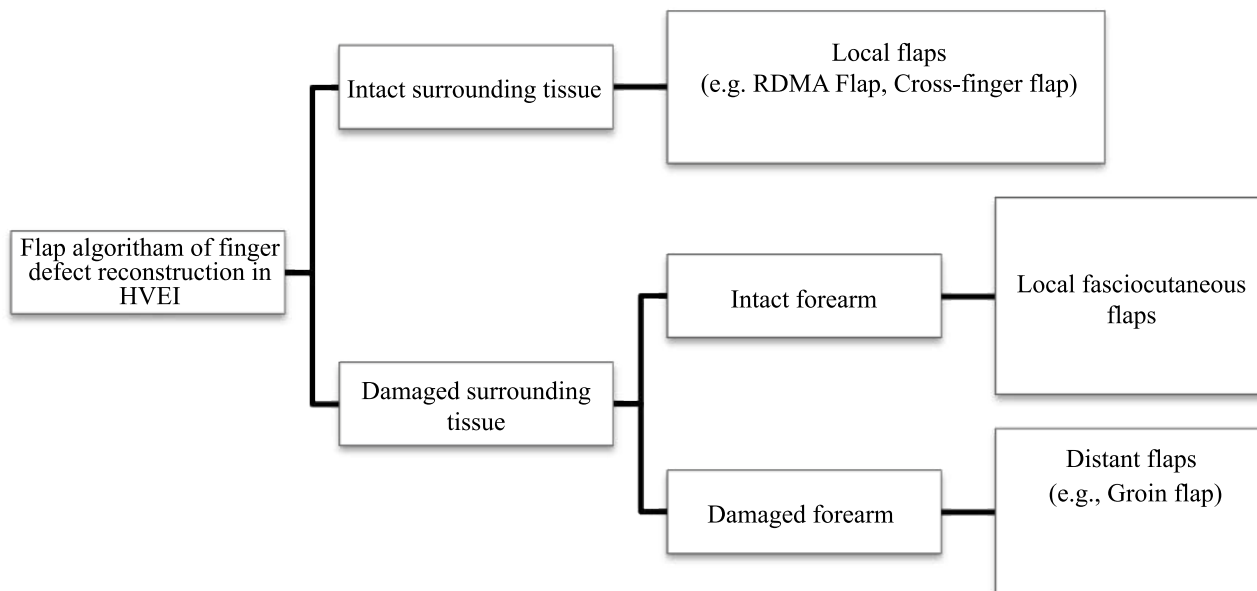 Local flaps
(e.g. RDMA Flap, Cross-finger flap)
Intact surrounding tissue
Flap algoritham of finger
defect reconstruction in
HVEI
Intact forearm
Local fasciocutaneous
flaps
Damaged surrounding
tissue
Distant flaps
(e.g., Groin flap)
Damaged forearm